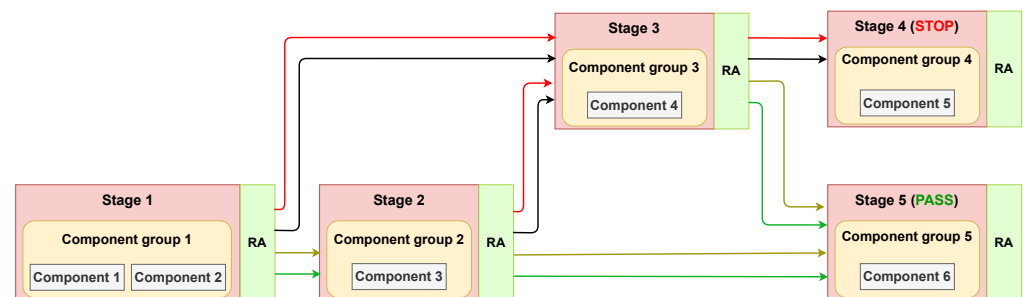 Stage 3
Component group 3
Component 4
RA
Stage 4 (STOP)
Component group 4
Component 5
RA
Stage 1
Component group 1
Component 1
Component 2
RA
Stage 2
Component group 2
Component 3
RA
Stage 5 (PASS)
Component group 5
Component 6
RA